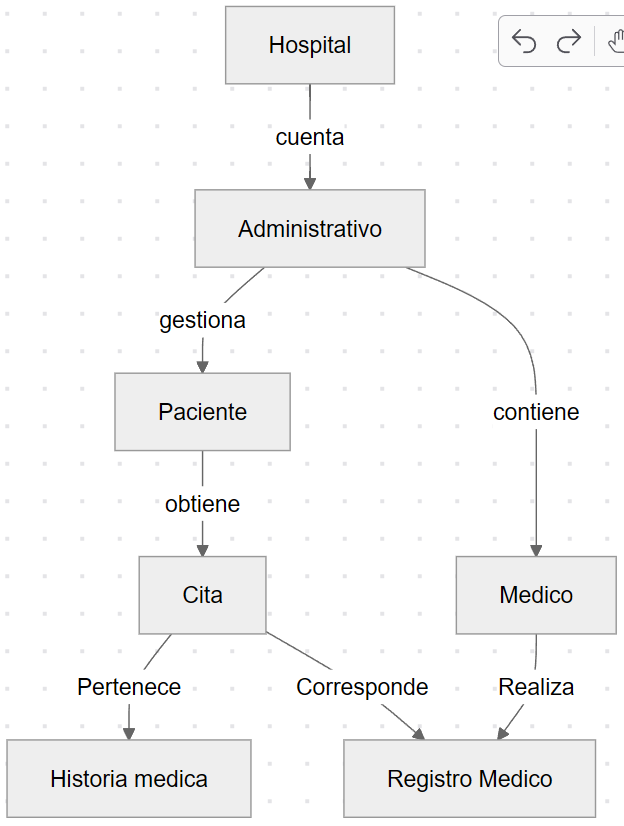 Hospital
cuenta
Administrativo
gestiona
Paciente
contiene
obtiene
Cita
Medico
Pertenece
Corresponde
Realiza
Historia medica
Registro Medico